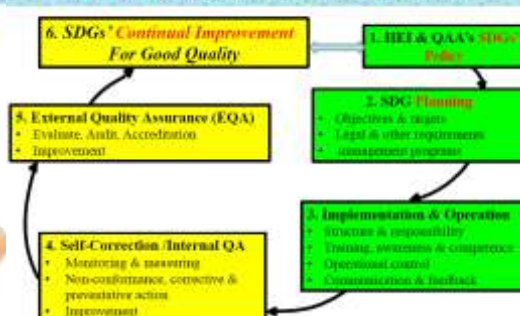 6. SDGs' Continual Improvement
For Good Quality
1. HEI & QAA's SDGs'
Policy
2. SDG Planning
• Objectives & targets
• Legal & other requirements
• management programs
3. Implementation & Operation
• Structure & responsibility
• Training, awareness & competence
• Operational control
• Communication & feedback
4. Self-Correction /Internal QA
• Monitoring & measuring
• Non-conformance, corrective &
preventative action
• Improvement
5. External Quality Assurance (EQA)
• Evaluate, Audit, Accreditation
• Improvement